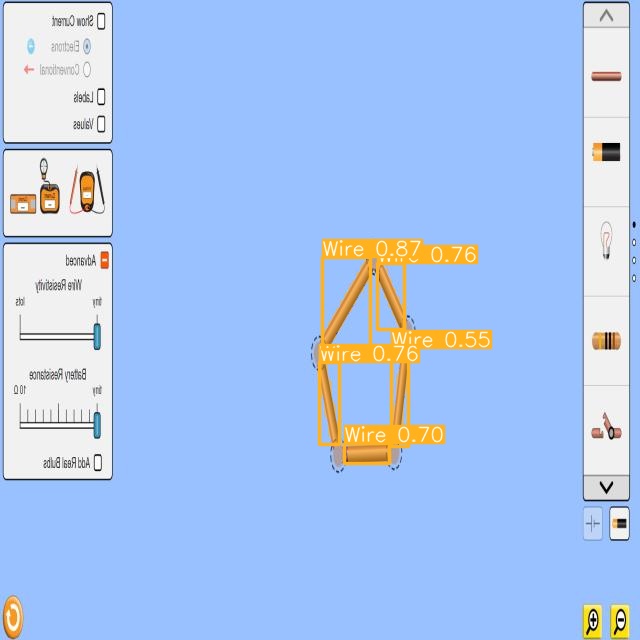 Show Current
Electrons
Conventional
Labels
Values
Advanced
Wire Resistivity
tiny
lots
Battery Resistance
tiny
10 Ω
Add Real Bulbs
Wire 0.87
0.76
Wire 0.55
Wire 0.76
Wire 0.70